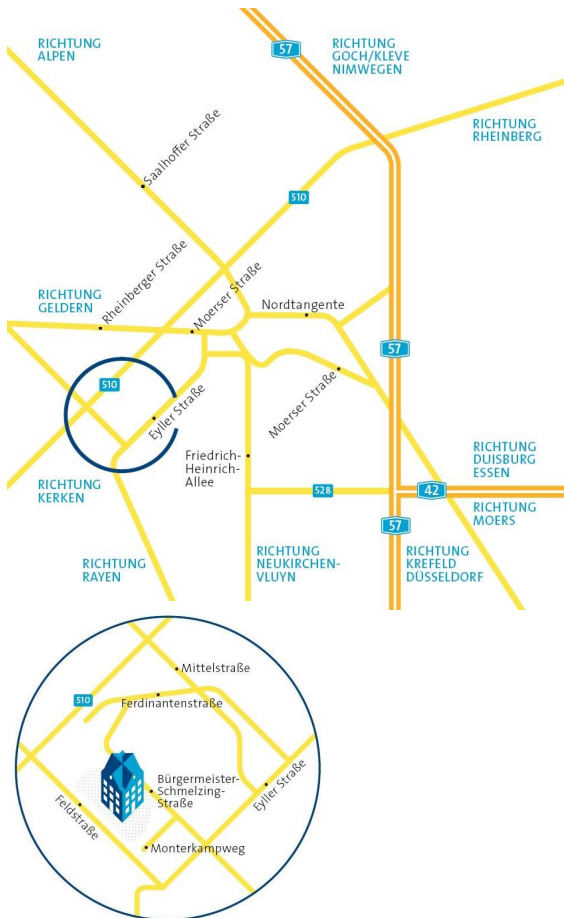 RICHTUNG
ALPEN
57
RICHTUNG
GOCH/KLEVE
NIMWEGEN
RICHTUNG
RHEINBERG
Saalhoffer Straße
510
Rheinberger Straße
Moerser Straße
RICHTUNG
GELDERN
Nordtangente
57
510
Eyller Straße
Moerser Straße
Friedrich-
Heinrich-
Allee
RICHTUNG
DUISBURG
ESSEN
RICHTUNG
KERKEN
528
42
RICHTUNG
MOERS
57
RICHTUNG
RAYEN
RICHTUNG
NEUKIRCHEN-
VLUYN
RICHTUNG
KREFELD
DÜSSELDORF
Mittelstraße
510
Ferdinantenstraße
Bürgermeister-
Schmelzing-
Straße
Eyller Straße
Feldstraße
Monterkampweg